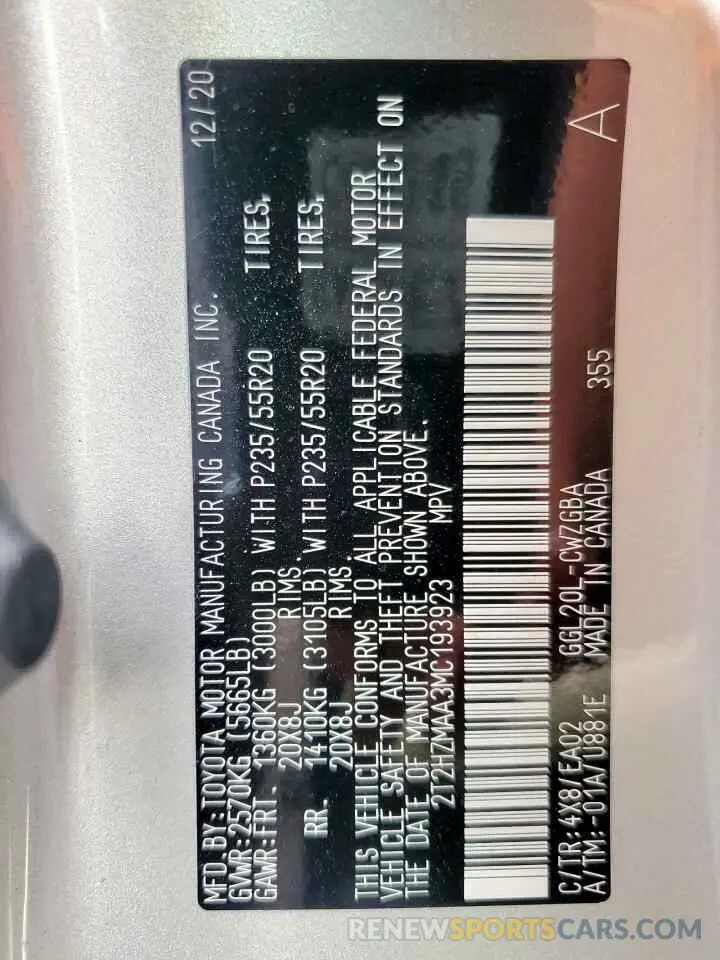 MFD. BY: TOYOTA MOTOR MANUFACTURING CANADA INC. 12/20
GVWR: 2570KG (5665LB)
GAWR: FRT. 1360KG (3000LB) WITH P235/55R20 TIRES,
20X8J RIMS.
RR. 1410KG (3105LB) WITH P235/55R20 TIRES,
20X8J RIMS.
THIS VEHICLE CONFORMS TO ALL APPLICABLE FEDERAL MOTOR
VEHICLE SAFETY AND THEFT PREVENTION STANDARDS IN EFFECT ON
THE DATE OF MANUFACTURE SHOWN ABOVE.
2T2HZMAA3MC193923 MPV
A
C/TR: 4X8/EA02 GGL20L-CWZGBA
A/TM: -01A/U881E MADE IN CANADA 355
RENEWSPORTSCARS.COM